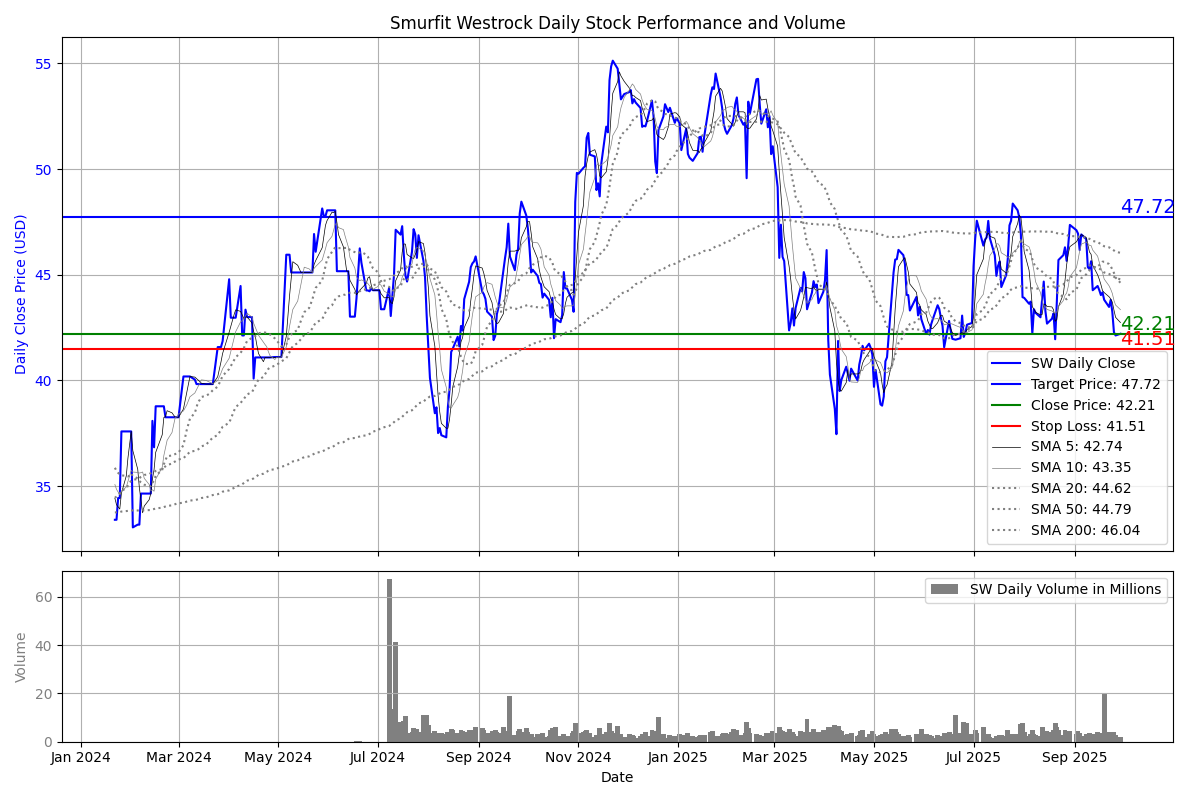 Smurfit Westrock Daily Stock Performance and Volume
Daily Close Price (USD)
55
50
45
40
35
47.72
42.21
41.51
SW Daily Close
Target Price: 47.72
Close Price: 42.21
Stop Loss: 41.51
SMA 5: 42.74
SMA 10: 43.35
SMA 20: 44.62
SMA 50: 44.79
SMA 200: 46.04
Volume
60
40
20
0
SW Daily Volume in Millions
Jan 2024
Mar 2024
May 2024
Jul 2024
Sep 2024
Nov 2024
Jan 2025
Mar 2025
May 2025
Jul 2025
Sep 2025
Date